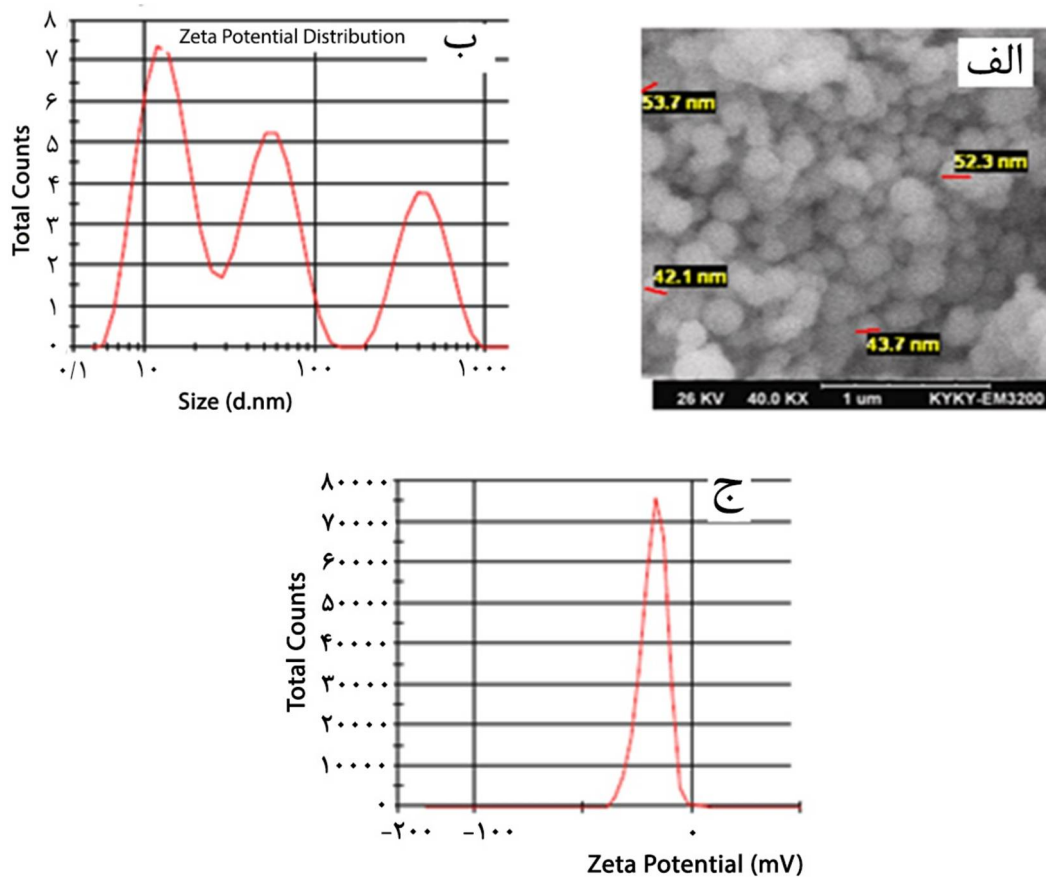 ب
Zeta Potential Distribution
Total Counts
۸
۷
۶
۵
۴
۳
۲
۱
۰
۰/۱ ۱۰ ۱۰۰ ۱۰۰۰
Size (d.nm)
الف
53.7 nm
52.3 nm
42.1 nm
43.7 nm
26 KV 40.0 KX 1 um KYKY-EM3200
ج
Total Counts
۸۰۰۰۰
۷۰۰۰۰
۶۰۰۰۰
۵۰۰۰۰
۴۰۰۰۰
۳۰۰۰۰
۲۰۰۰۰
۱۰۰۰۰
۰
-۲۰۰ -۱۰۰ ۰
Zeta Potential (mV)